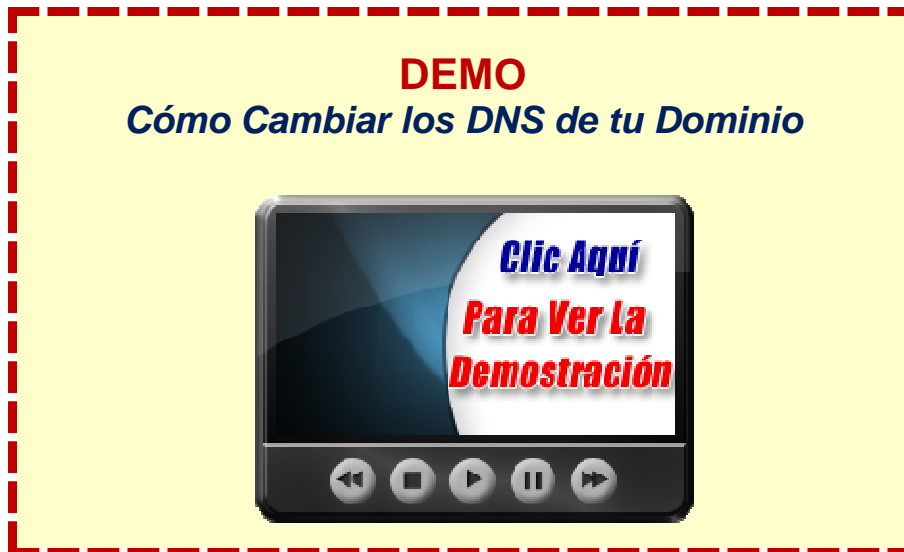 DEMO
Cómo Cambiar los DNS de tu Dominio
Clic Aquí
Para Ver La
Demostración